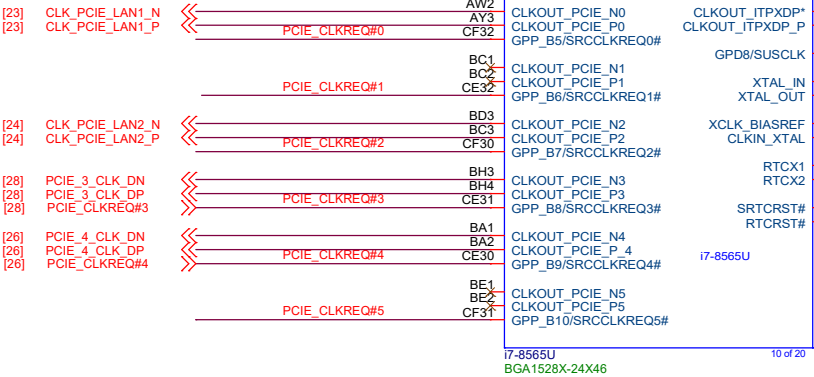 AW2
[23] CLK_PCIE_LAN1_N CLKOUT_PCIE_N0 CLKOUT_ITPXDP*
AY3
[23] CLK_PCIE_LAN1_P CLKOUT_PCIE_P0 CLKOUT_ITPXDP_P
PCIE_CLKREQ#0 CF32 GPP_B5/SRCCLKREQ0#
GPD8/SUSCLK
BC1 CLKOUT_PCIE_N1
BC2 CLKOUT_PCIE_P1 XTAL_IN
PCIE_CLKREQ#1 CE32 GPP_B6/SRCCLKREQ1# XTAL_OUT
[24] CLK_PCIE_LAN2_N BD3 CLKOUT_PCIE_N2 XCLK_BIASREF
[24] CLK_PCIE_LAN2_P BC3 CLKOUT_PCIE_P2 CLKIN_XTAL
PCIE_CLKREQ#2 CF30 GPP_B7/SRCCLKREQ2#
RTCX1
[28] PCIE_3_CLK_DN BH3 CLKOUT_PCIE_N3 RTCX2
[28] PCIE_3_CLK_DP BH4 CLKOUT_PCIE_P3
[28] PCIE_CLKREQ#3 PCIE_CLKREQ#3 CE31 GPP_B8/SRCCLKREQ3# SRTCRST#
RTCRST#
[26] PCIE_4_CLK_DN BA1 CLKOUT_PCIE_N4
[26] PCIE_4_CLK_DP BA2 CLKOUT_PCIE_P_4
[26] PCIE_CLKREQ#4 PCIE_CLKREQ#4 CE30 GPP_B9/SRCCLKREQ4# i7-8565U
BE1 CLKOUT_PCIE_N5
BE2 CLKOUT_PCIE_P5
PCIE_CLKREQ#5 CF31 GPP_B10/SRCCLKREQ5#
i7-8565U 10 of 20
BGA1528X-24X46